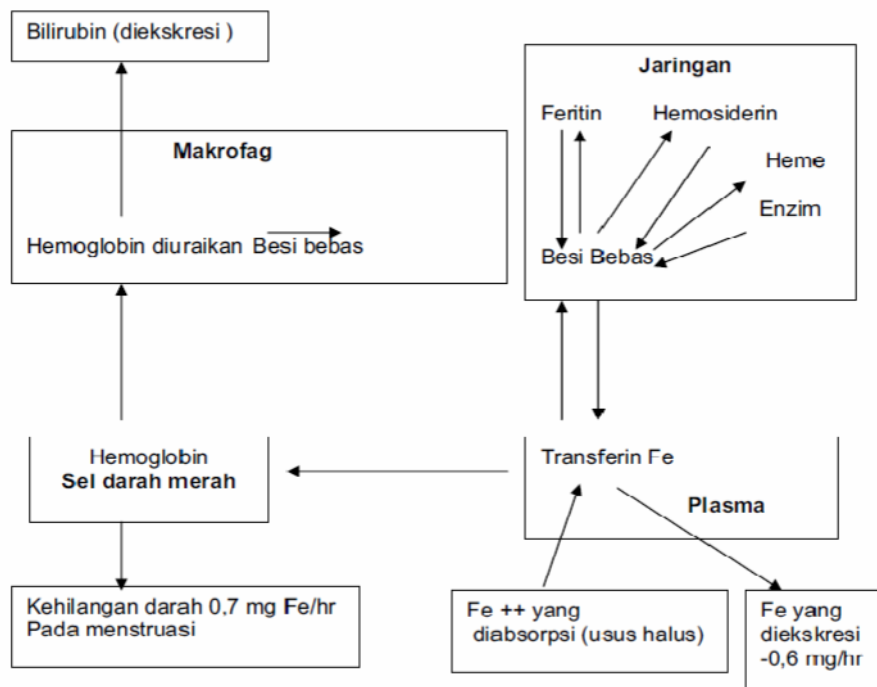 Bilirubin (diekskresi )
Jaringan
Feritin Hemosiderin
Heme
Enzim
Besi Bebas
Makrofag
Hemoglobin diuraikan Besi bebas
Hemoglobin
Sel darah merah
Transferin Fe
Plasma
Kehilangan darah 0,7 mg Fe/hr
Pada menstruasi
Fe ++ yang
diabsorpsi (usus halus)
Fe yang
diekskresi
-0,6 mg/hr